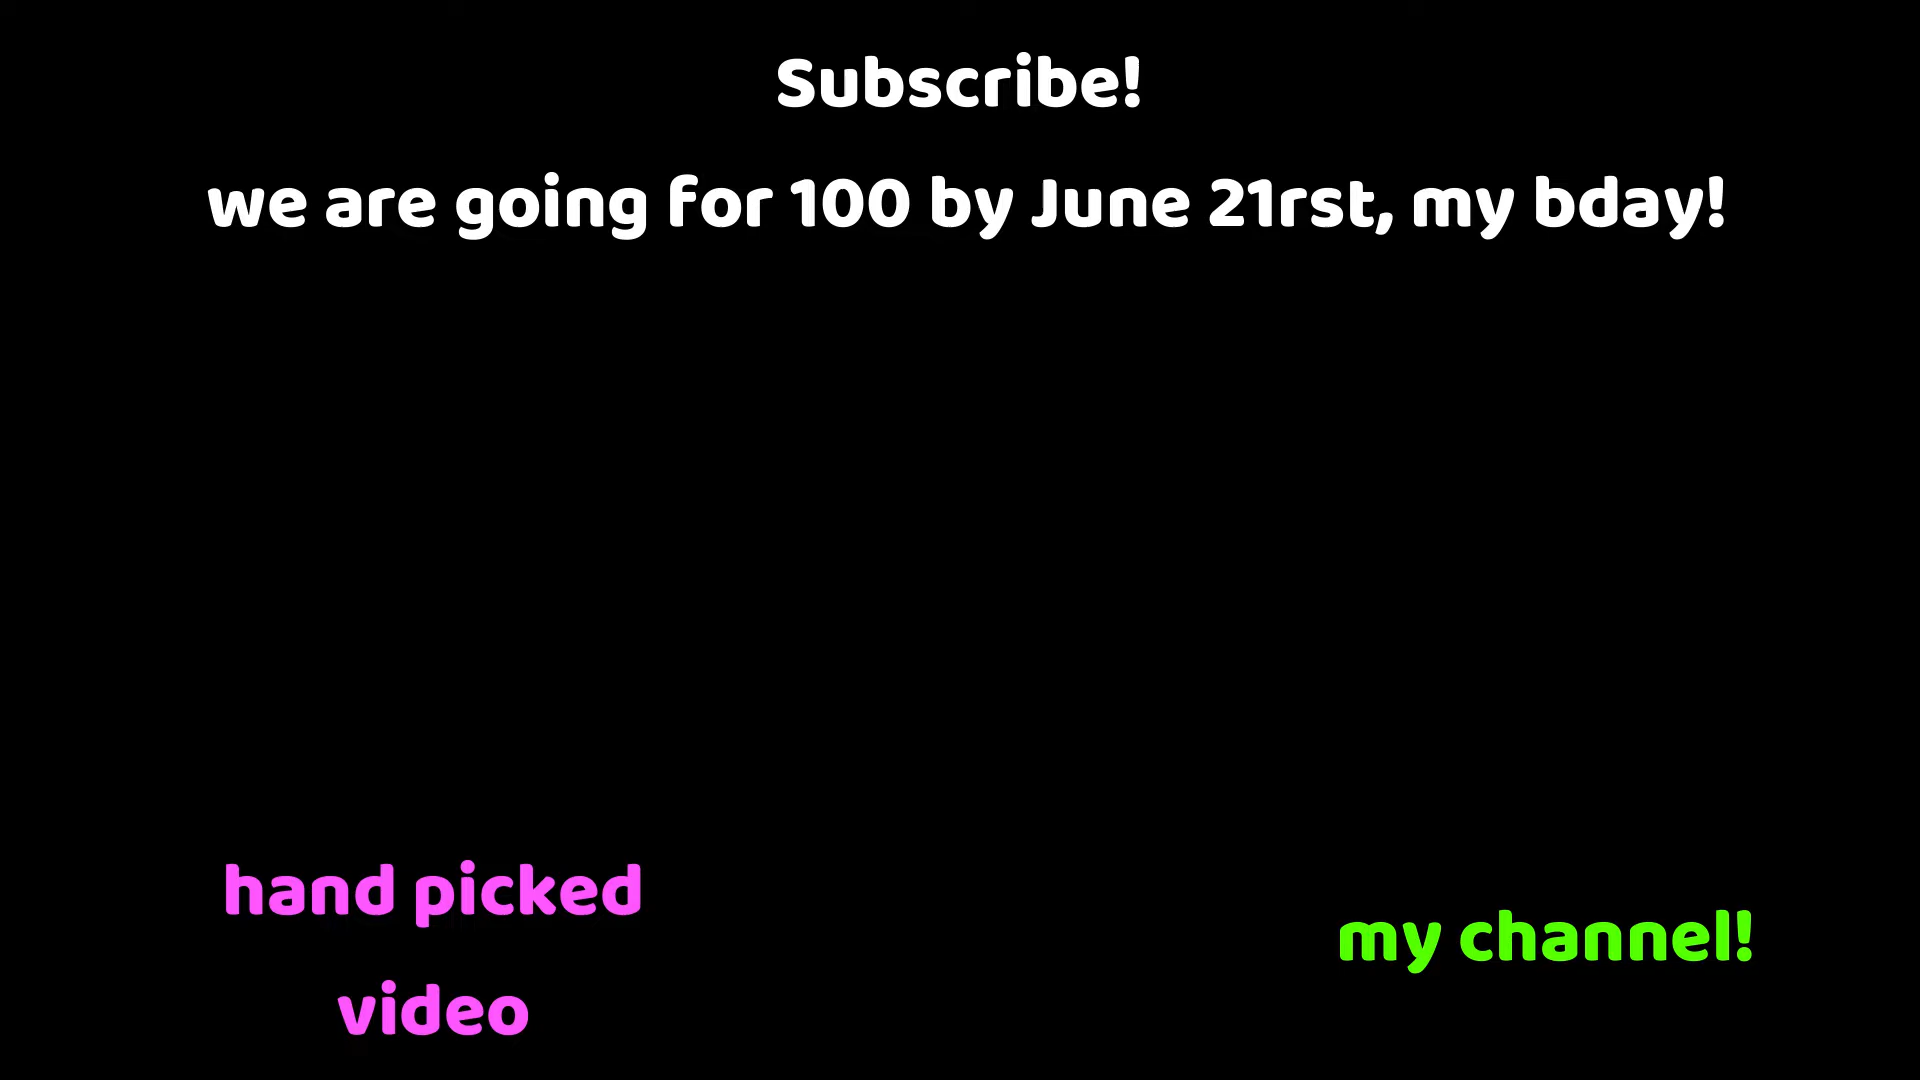 Subscribe!
we are going for 100 by June 21rst, my bday!
hand picked
video
my channel!